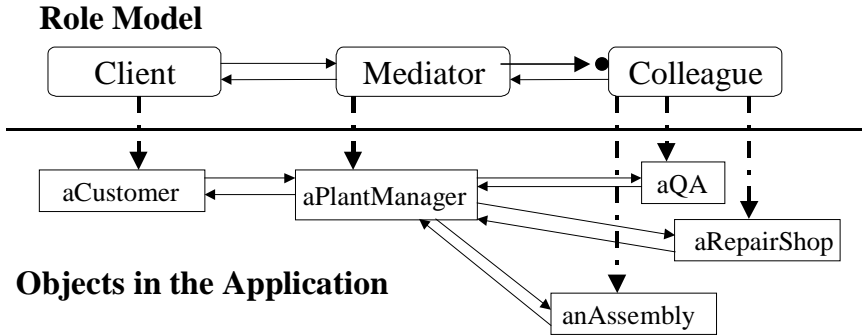 Role Model
Client
Mediator
Colleague
aCustomer
aPlantManager
aQA
aRepairShop
Objects in the Application
anAssembly